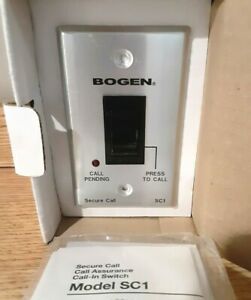 BOGEN®
CALL PENDING
PRESS TO CALL
Secure Call SC1
Secure Call
Call Assurance
Call-In Switch
Model SC1